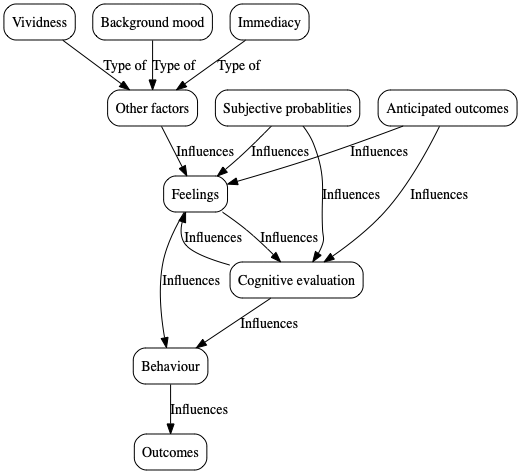 Vividness
Background mood
Immediacy
Type of
Type of
Type of
Other factors
Subjective probablities
Anticipated outcomes
Influences
Influences
Influences
Feelings
Influences
Influences
Influences
Influences
Cognitive evaluation
Influences
Influences
Behaviour
Influences
Outcomes